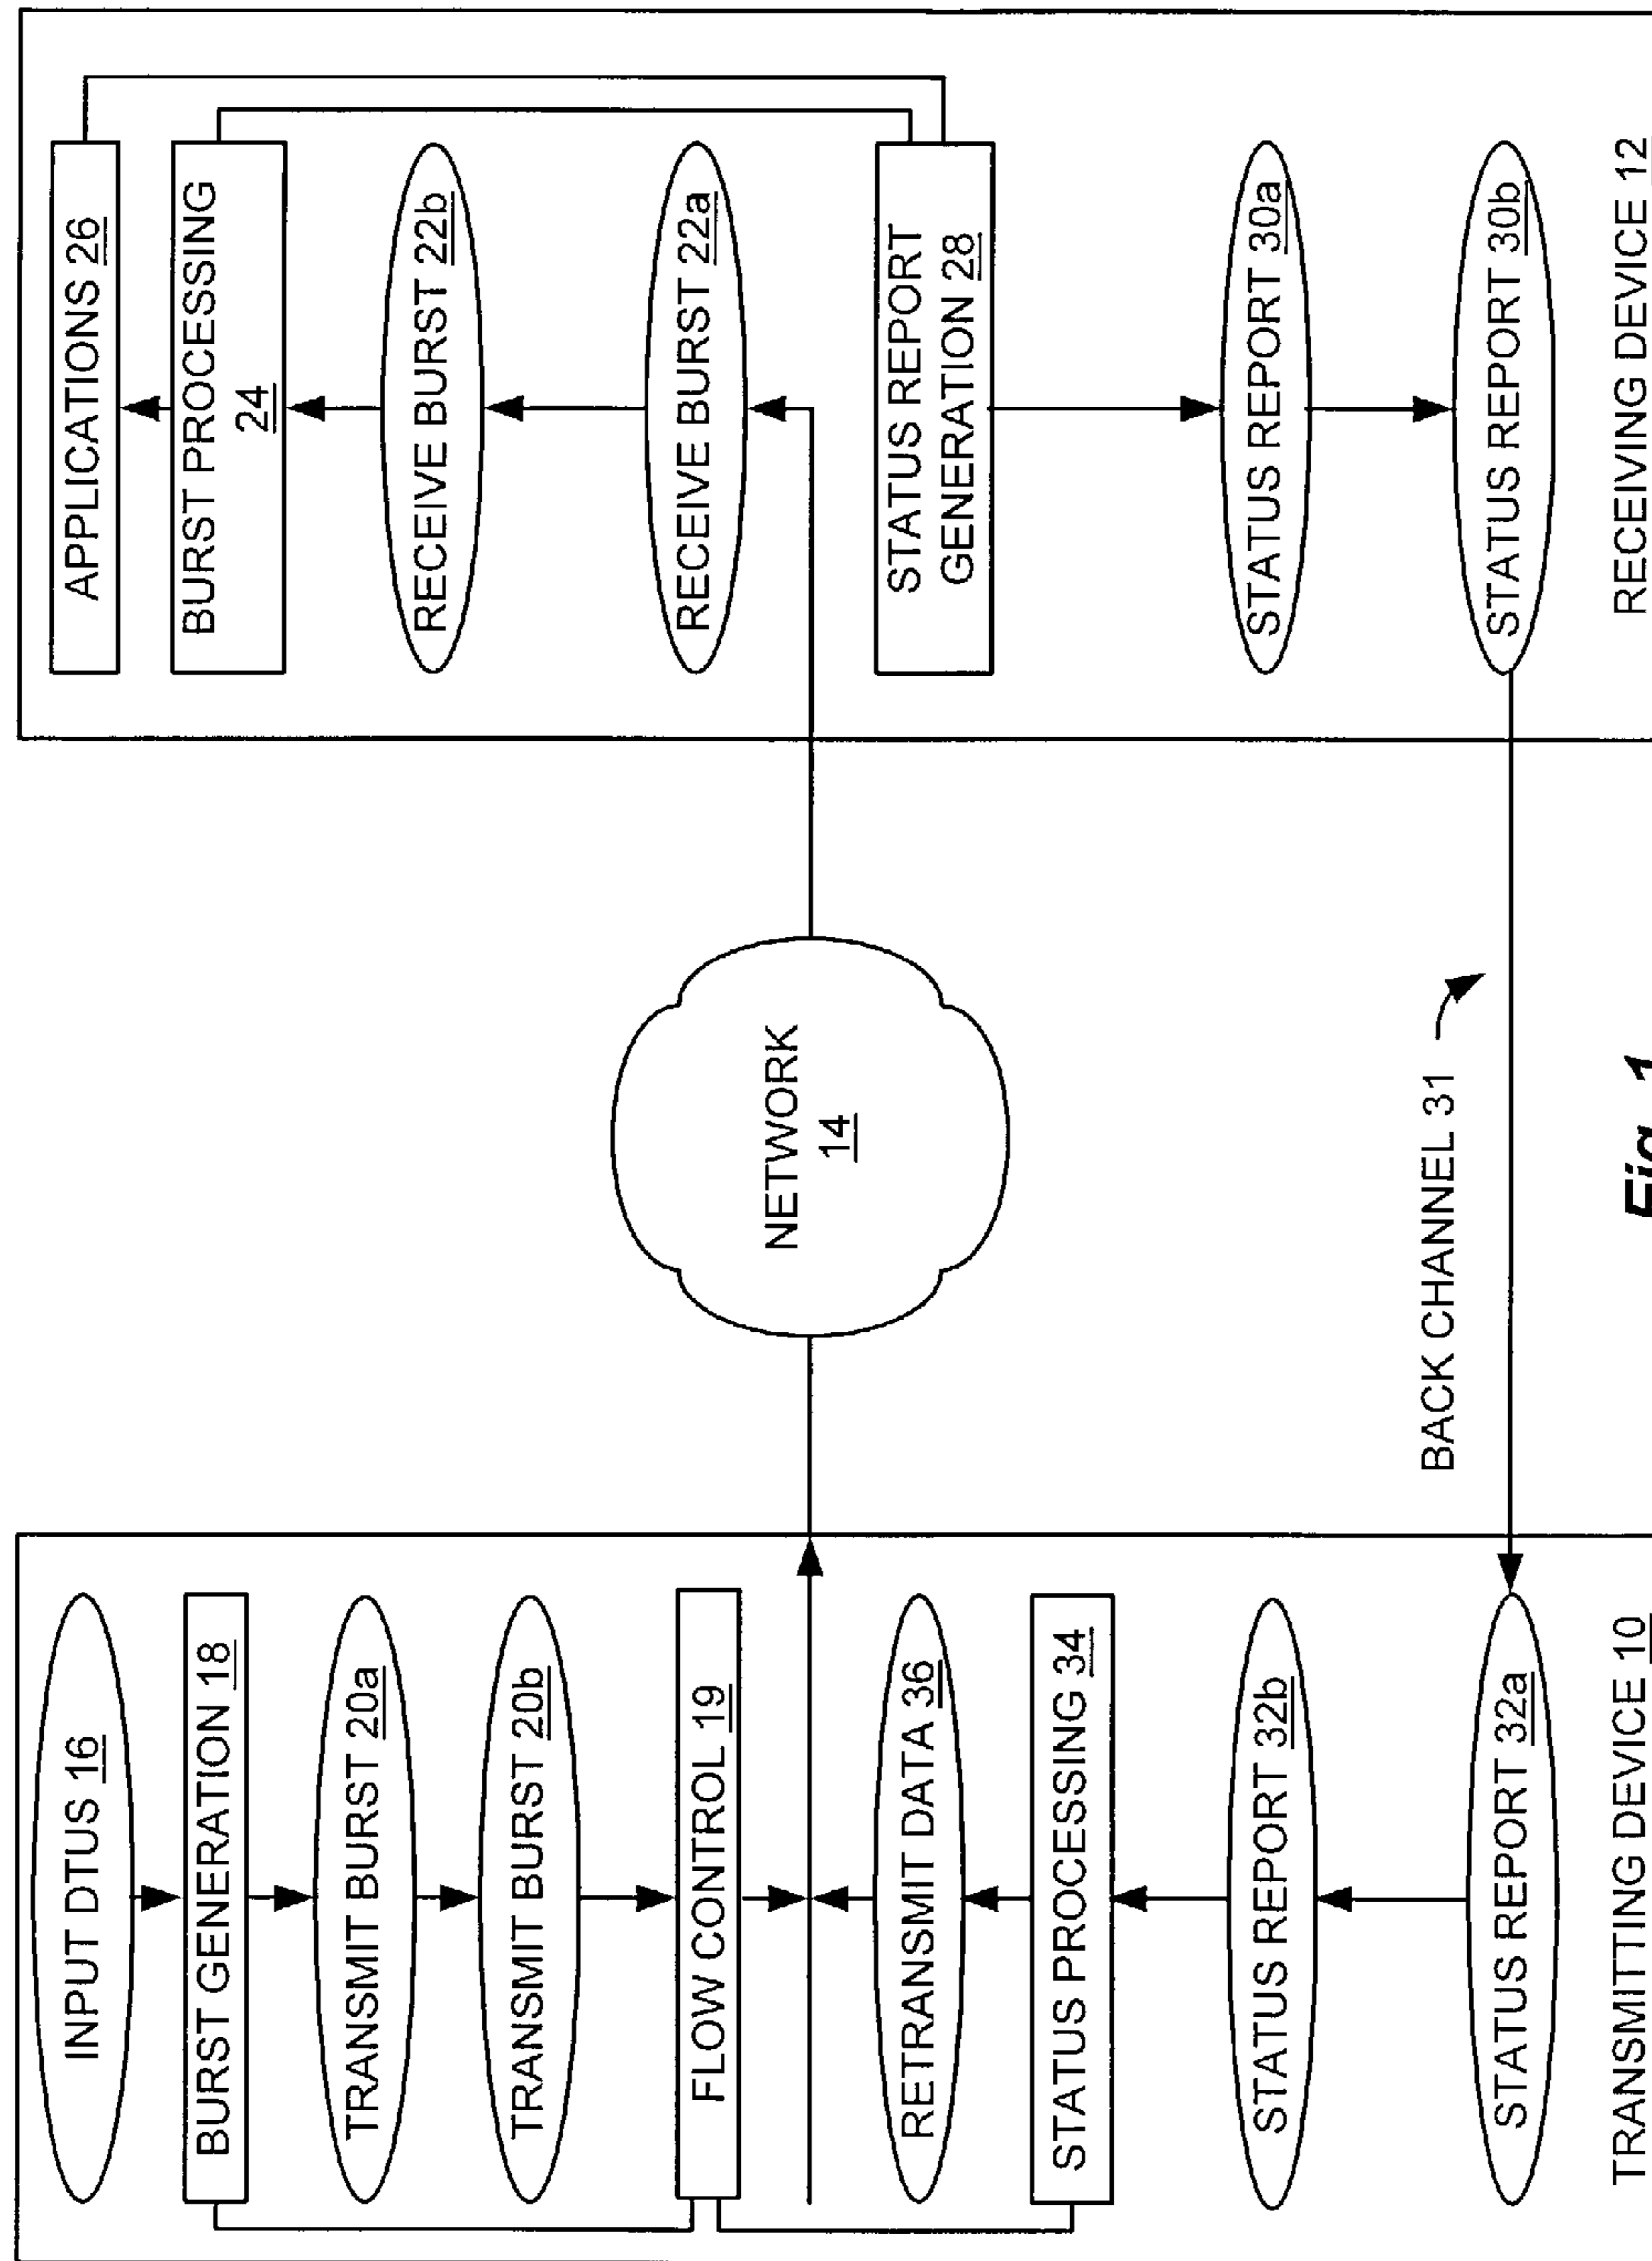 INPUT DTUS 16
BURST GENERATION 18
TRANSMIT BURST 20a
TRANSMIT BURST 20b
FLOW CONTROL 19
RETRANSMIT DATA 36
STATUS PROCESSING 34
STATUS REPORT 32b
STATUS REPORT 32a
TRANSMITTING DEVICE 10
NETWORK
14
BACK CHANNEL 31
Fig. 1
APPLICATIONS 26
BURST PROCESSING
24
RECEIVE BURST 22b
RECEIVE BURST 22a
STATUS REPORT
GENERATION 28
STATUS REPORT 30a
STATUS REPORT 30b
RECEIVING DEVICE 12